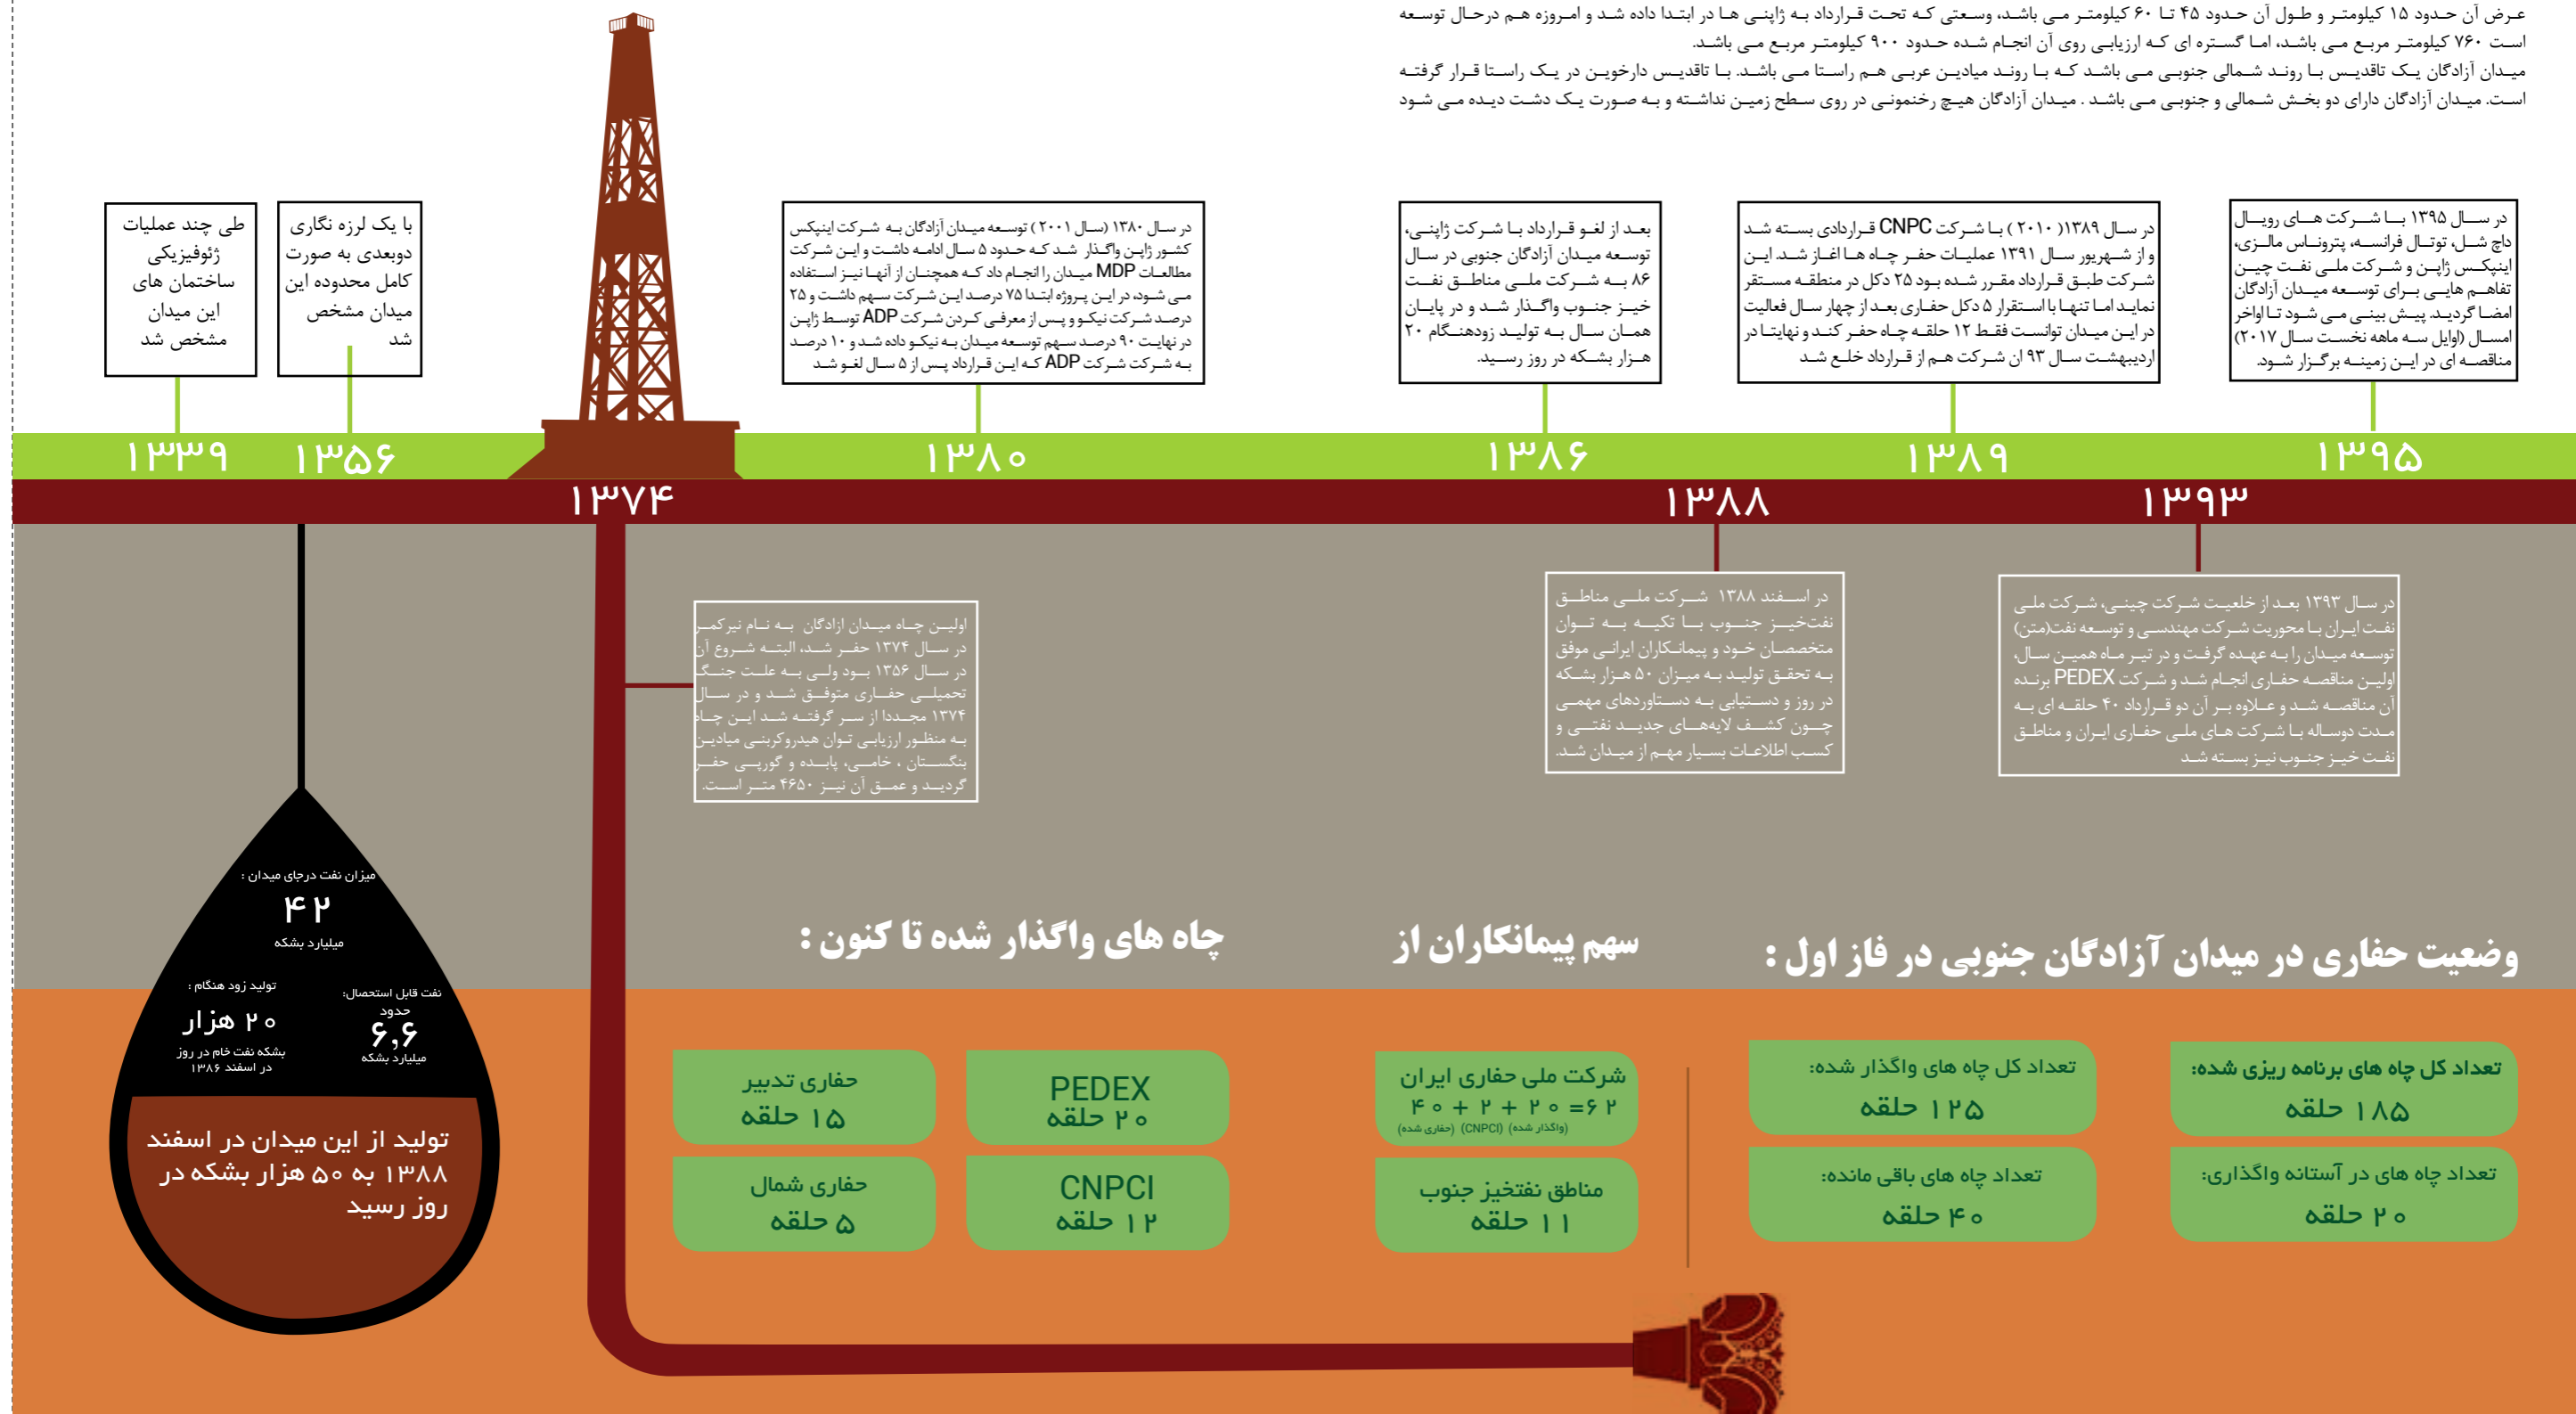 عرض آن حدود ۱۵ کیلومتر و طول آن حدود ۴۵ تا ۶۰ کیلومتر می باشد، وسعتی که تحت قرارداد به ژاپنی ها در ابتدا داده شد و امروزه هم درحال توسعه
است ۷۶۰ کیلومتر مربع می باشد، اما گستره ای که ارزیابی روی آن انجام شده حدود ۹۰۰ کیلومتر مربع می باشد.
میدان آزادگان یک تاقدیس با روند شمالی جنوبی می باشد که با روند میادین عربی هم راستا می باشد. با تاقدیس دارخوین در یک راستا قرار گرفته
است. میدان آزادگان دارای دو بخش شمالی و جنوبی می باشد . میدان آزادگان هیچ رخنمونی در روی سطح زمین نداشته و به صورت یک دشت دیده می شود
طی چند عملیات
ژئوفیزیکی
ساختمان های
این میدان
مشخص شد
۱۳۳۹
با یک لرزه نگاری
دوبعدی به صورت
کامل محدوده این
میدان مشخص
شد
۱۳۵۶
۱۳۷۴
اولین چاه میدان ازادگان به نام نیرکمر
در سال ۱۳۷۴ حفر شد، البته شروع آن
در سال ۱۳۵۶ بود ولی به علت جنگ
تحمیلی حفاری متوفق شد و در سال
۱۳۷۴ مجددا از سر گرفته شد این چاه
به منظور ارزیابی توان هیدروکربنی میادین
بنگستان ، خامی، پابده و گورپی حفر
گردید و عمق آن نیز ۴۶۵۰ متر است.
در سال ۱۳۸۰ (سال ۲۰۰۱ ) توسعه میدان آزادگان به شرکت اینپکس
کشور ژاپن واگذار شد که حدود ۵ سال ادامه داشت و این شرکت
مطالعات MDP میدان را انجام داد که همچنان از آنها نیز استفاده
می شود، در این پروژه ابتدا ۷۵ درصد این شرکت سهم داشت و ۲۵
درصد شرکت نیکو و پس از معرفی کردن شرکت ADP توسط ژاپن
در نهایت ۹۰ درصد سهم توسعه میدان به نیکو داده شد و ۱۰ درصد
به شرکت شرکت ADP که این قرارداد پس از ۵ سال لغو شد
۱۳۸۰
بعد از لغو قرارداد با شرکت ژاپنی،
توسعه میدان آزادگان جنوبی در سال
۸۶ به شرکت ملی مناطق نفت
خیز جنوب واگذار شد و در پایان
همان سال به تولید زودهنگام ۲۰
هزار بشکه در روز رسید.
۱۳۸۶
۱۳۸۸
در اسفند ۱۳۸۸ شرکت ملی مناطق
نفت‌خیز جنوب با تکیه به توان
متخصصان خود و پیمانکاران ایرانی موفق
به تحقق تولید به میزان ۵۰ هزار بشکه
در روز و دستیابی به دستاوردهای مهمی
چون کشف لایه‌های جدید نفتی و
کسب اطلاعات بسیار مهم از میدان شد.
در سال ۱۳۸۹( ۲۰۱۰ ) با شرکت CNPC قراردادی بسته شد
و از شهریور سال ۱۳۹۱ عملیات حفر چاه ها اغاز شد. این
شرکت طبق قرارداد مقرر شده بود ۲۵ دکل در منطقه مستقر
نماید اما تنها با استقرار ۵ دکل حفاری بعد از چهار سال فعالیت
در این میدان توانست فقط ۱۲ حلقه چاه حفر کند و نهایتا در
اردیبهشت سال ۹۳ ان شرکت هم از قرارداد خلع شد
۱۳۸۹
۱۳۹۳
در سال ۱۳۹۳ بعد از خلعیت شرکت چینی، شرکت ملی
نفت ایران با محوریت شرکت مهندسی و توسعه نفت(متن)
توسعه میدان را به عهده گرفت و در تیر ماه همین سال،
اولین مناقصه حفاری انجام شد و شرکت PEDEX برنده
آن مناقصه شد و علاوه بر آن دو قرارداد ۴۰ حلقه ای به
مدت دوساله با شرکت های ملی حفاری ایران و مناطق
نفت خیز جنوب نیز بسته شد
در سال ۱۳۹۵ با شرکت های رویال
داچ شل، توتال فرانسه، پتروناس مالزی،
اینپکس ژاپن و شرکت ملی نفت چین
تفاهم هایی برای توسعه میدان آزادگان
امضا گردید. پیش بینی می شود تا اواخر
امسال (اوایل سه ماهه نخست سال ۲۰۱۷)
مناقصه ای در این زمینه برگزار شود.
۱۳۹۵
میزان نفت درجای میدان :
۴۲
میلیارد بشکه
نفت قابل استحصال:
حدود
۶,۶
میلیارد بشکه
تولید زود هنگام :
۲۰ هزار
بشکه نفت خام در روز
در اسفند ۱۳۸۶
تولید از این میدان در اسفند
۱۳۸۸ به ۵۰ هزار بشکه در
روز رسید
وضعیت حفاری در میدان آزادگان جنوبی در فاز اول :
تعداد کل چاه های برنامه ریزی شده:
۱۸۵ حلقه
تعداد کل چاه های واگذار شده:
۱۲۵ حلقه
تعداد چاه های در آستانه واگذاری:
۲۰ حلقه
تعداد چاه های باقی مانده:
۴۰ حلقه
سهم پیمانکاران از
چاه های واگذار شده تا کنون :
شرکت ملی حفاری ایران
۴۰ + ۲ + ۲۰ =۶۲
(واگذار شده) (CNPCI) (حفاری شده)
مناطق نفتخیز جنوب
۱۱ حلقه
PEDEX
۲۰ حلقه
CNPCI
۱۲ حلقه
حفاری تدبیر
۱۵ حلقه
حفاری شمال
۵ حلقه